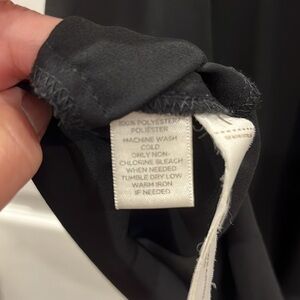 100% POLYESTER/
POLIESTER
MACHINE WASH
COLD
ONLY NON-
CHLORINE BLEACH
WHEN NEEDED
TUMBLE DRY LOW
WARM IRON
IF NEEDED